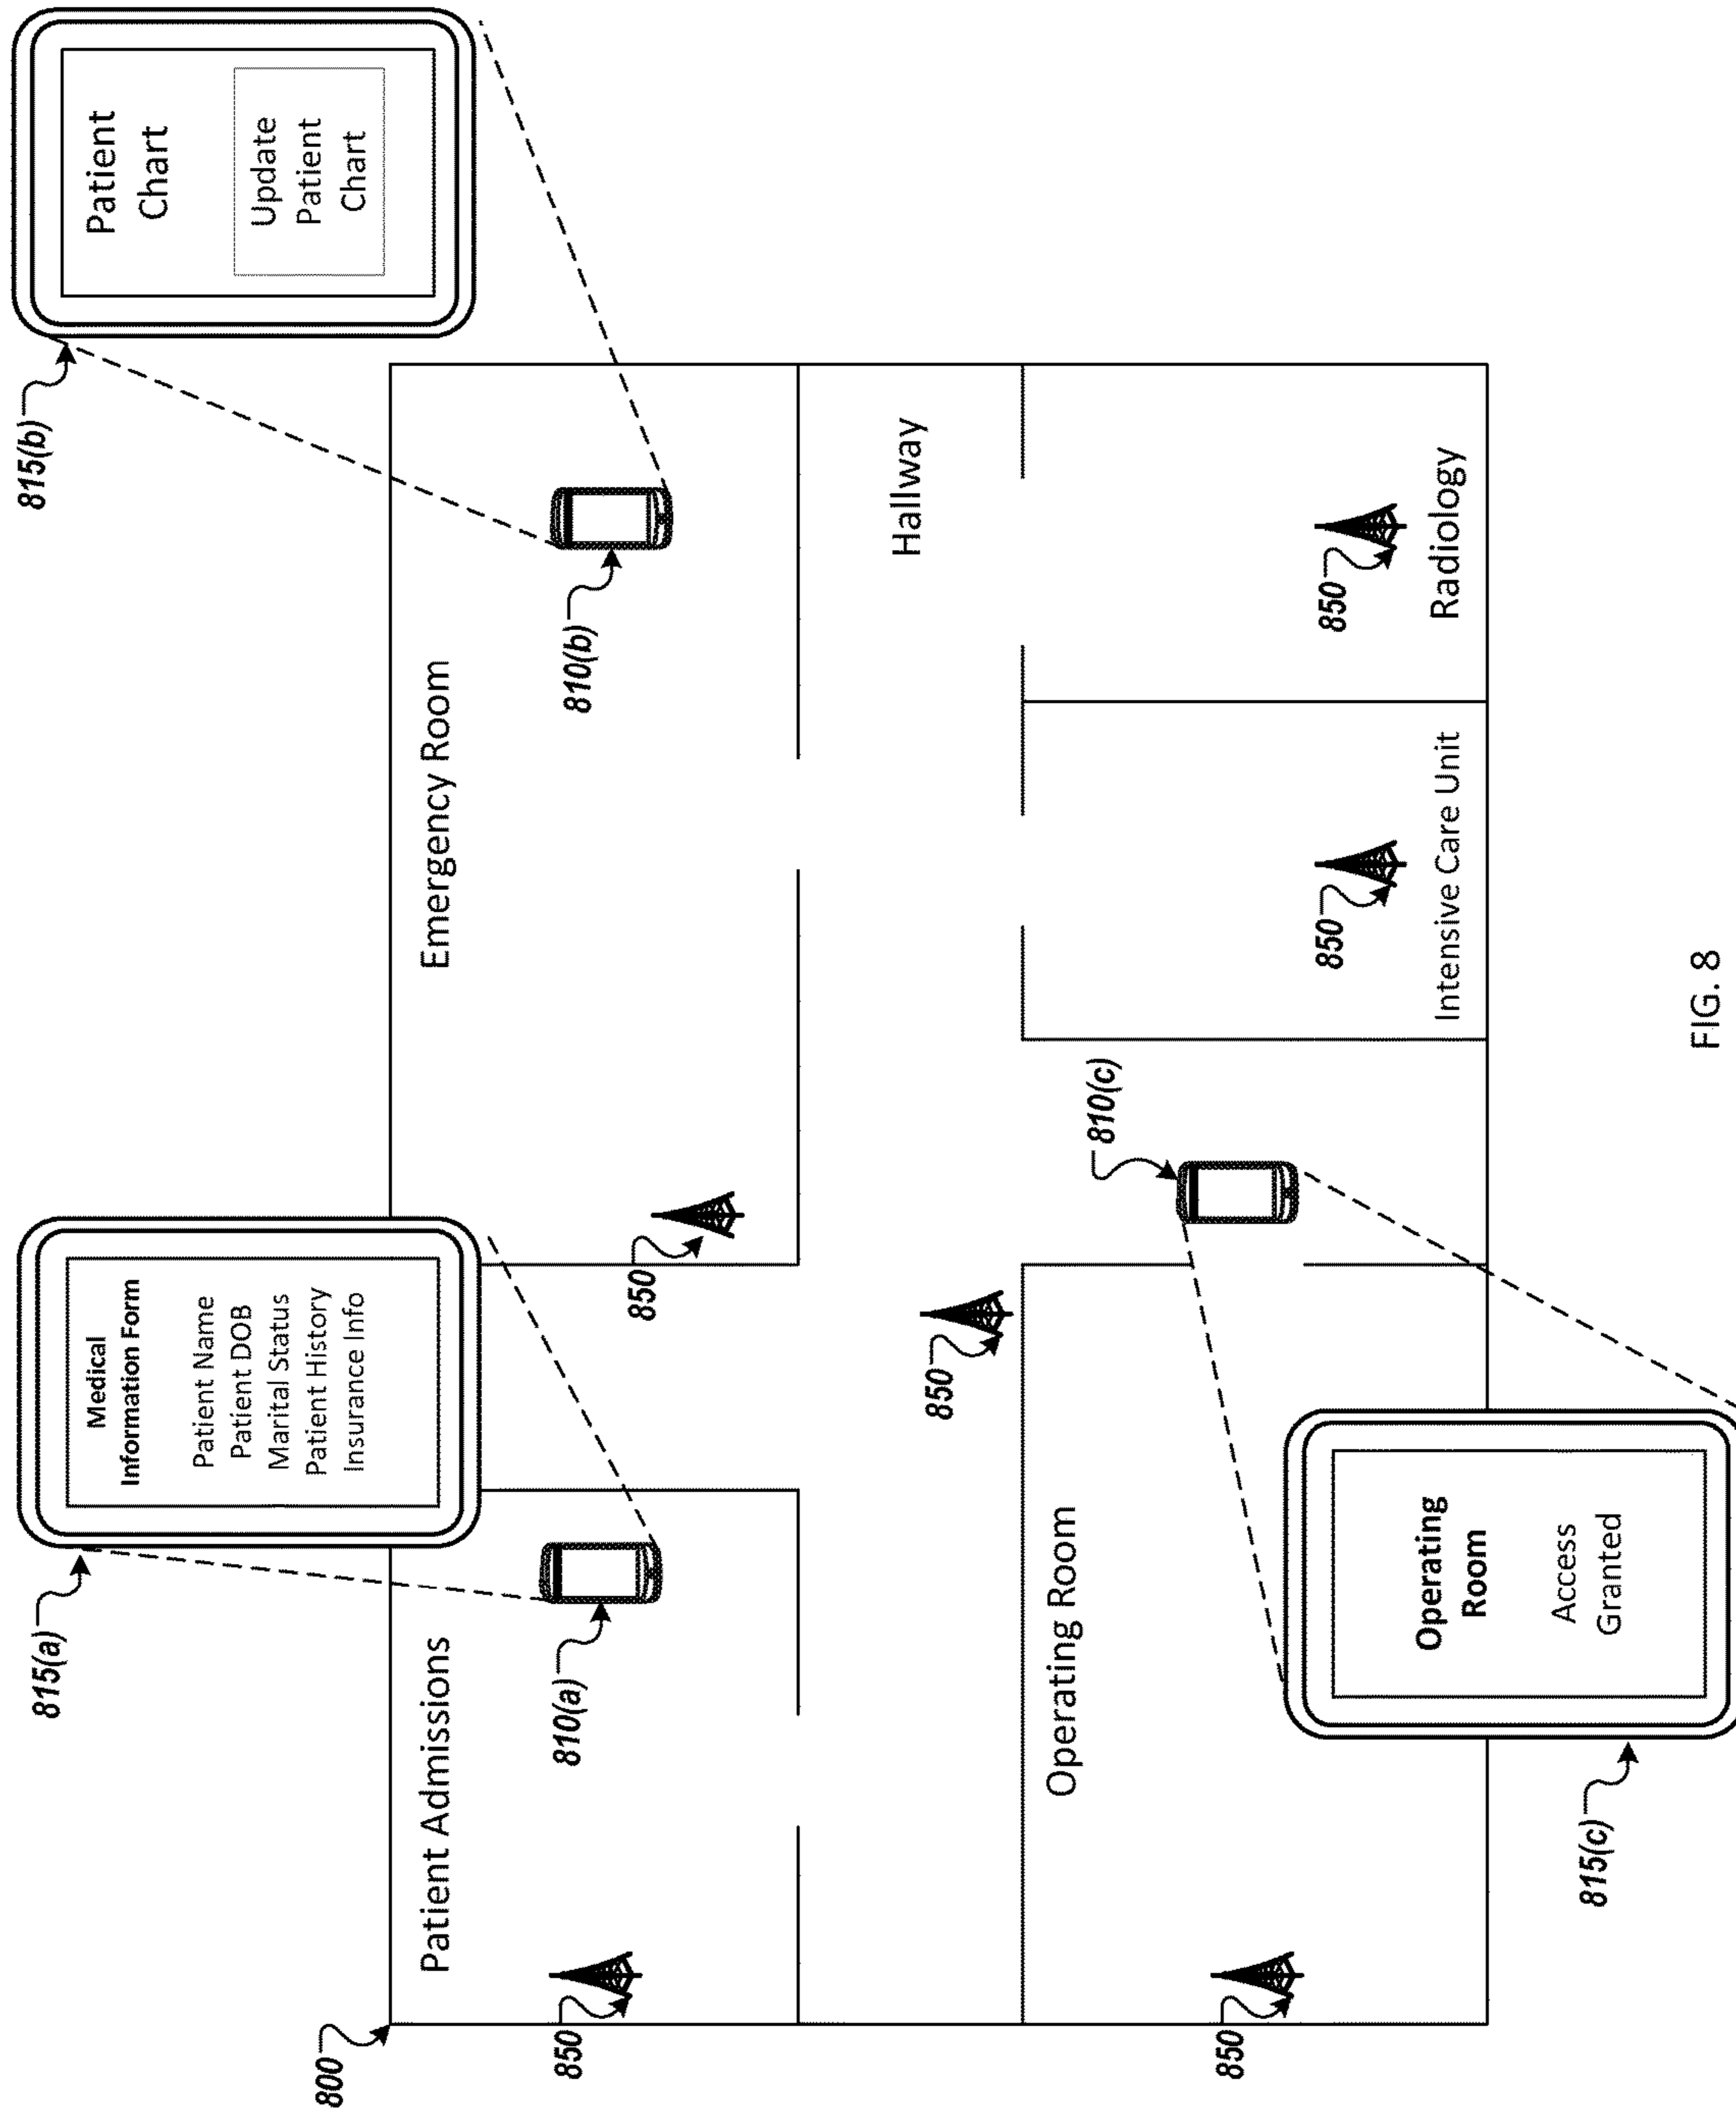 800
815(a)
Medical
Information Form
Patient Name
Patient DOB
Marital Status
Patient History
Insurance Info
815(b)
Patient
Chart
Update
Patient
Chart
Patient Admissions
Emergency Room
850
810(a)
850
810(b)
850
Hallway
Operating Room
810(c)
850
850
850
Intensive Care Unit
Radiology
815(c)
Operating
Room
Access
Granted
FIG. 8